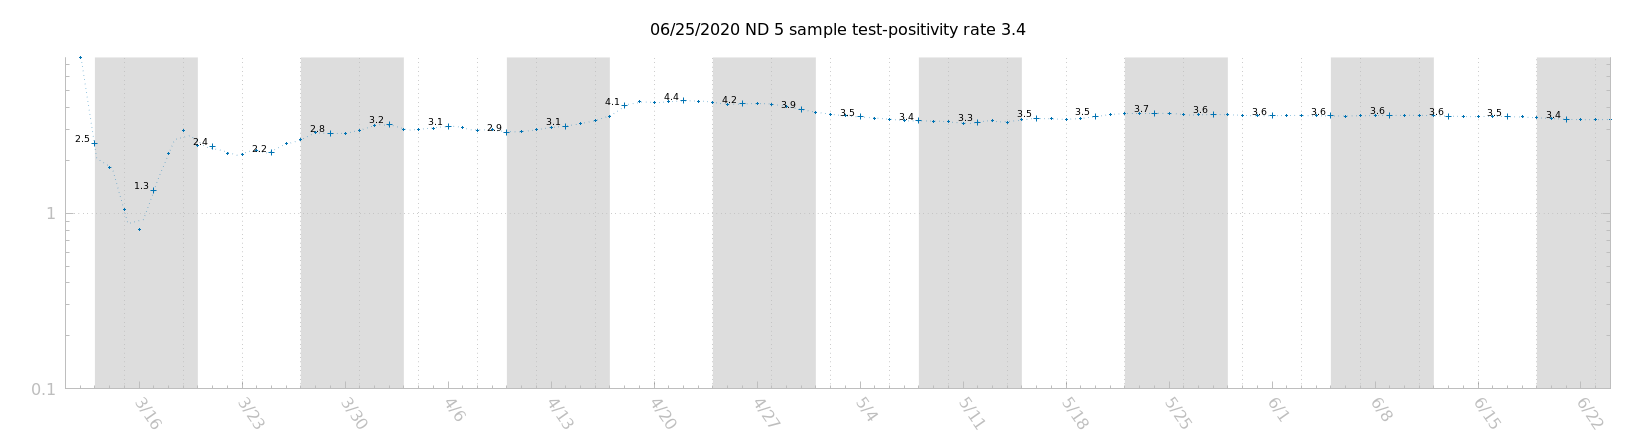 06/25/2020 ND 5 sample test-positivity rate 3.4
2.5 1.3 2.4 2.2 2.8 3.2 3.1 2.9 3.1 4.1 4.4 4.2 3.9 3.5 3.4 3.3 3.5 3.5 3.7 3.6 3.6 3.6 3.6 3.6 3.5 3.4
1
0.1
3/16 3/23 3/30 4/6 4/13 4/20 4/27 5/4 5/11 5/18 5/25 6/1 6/8 6/15 6/22